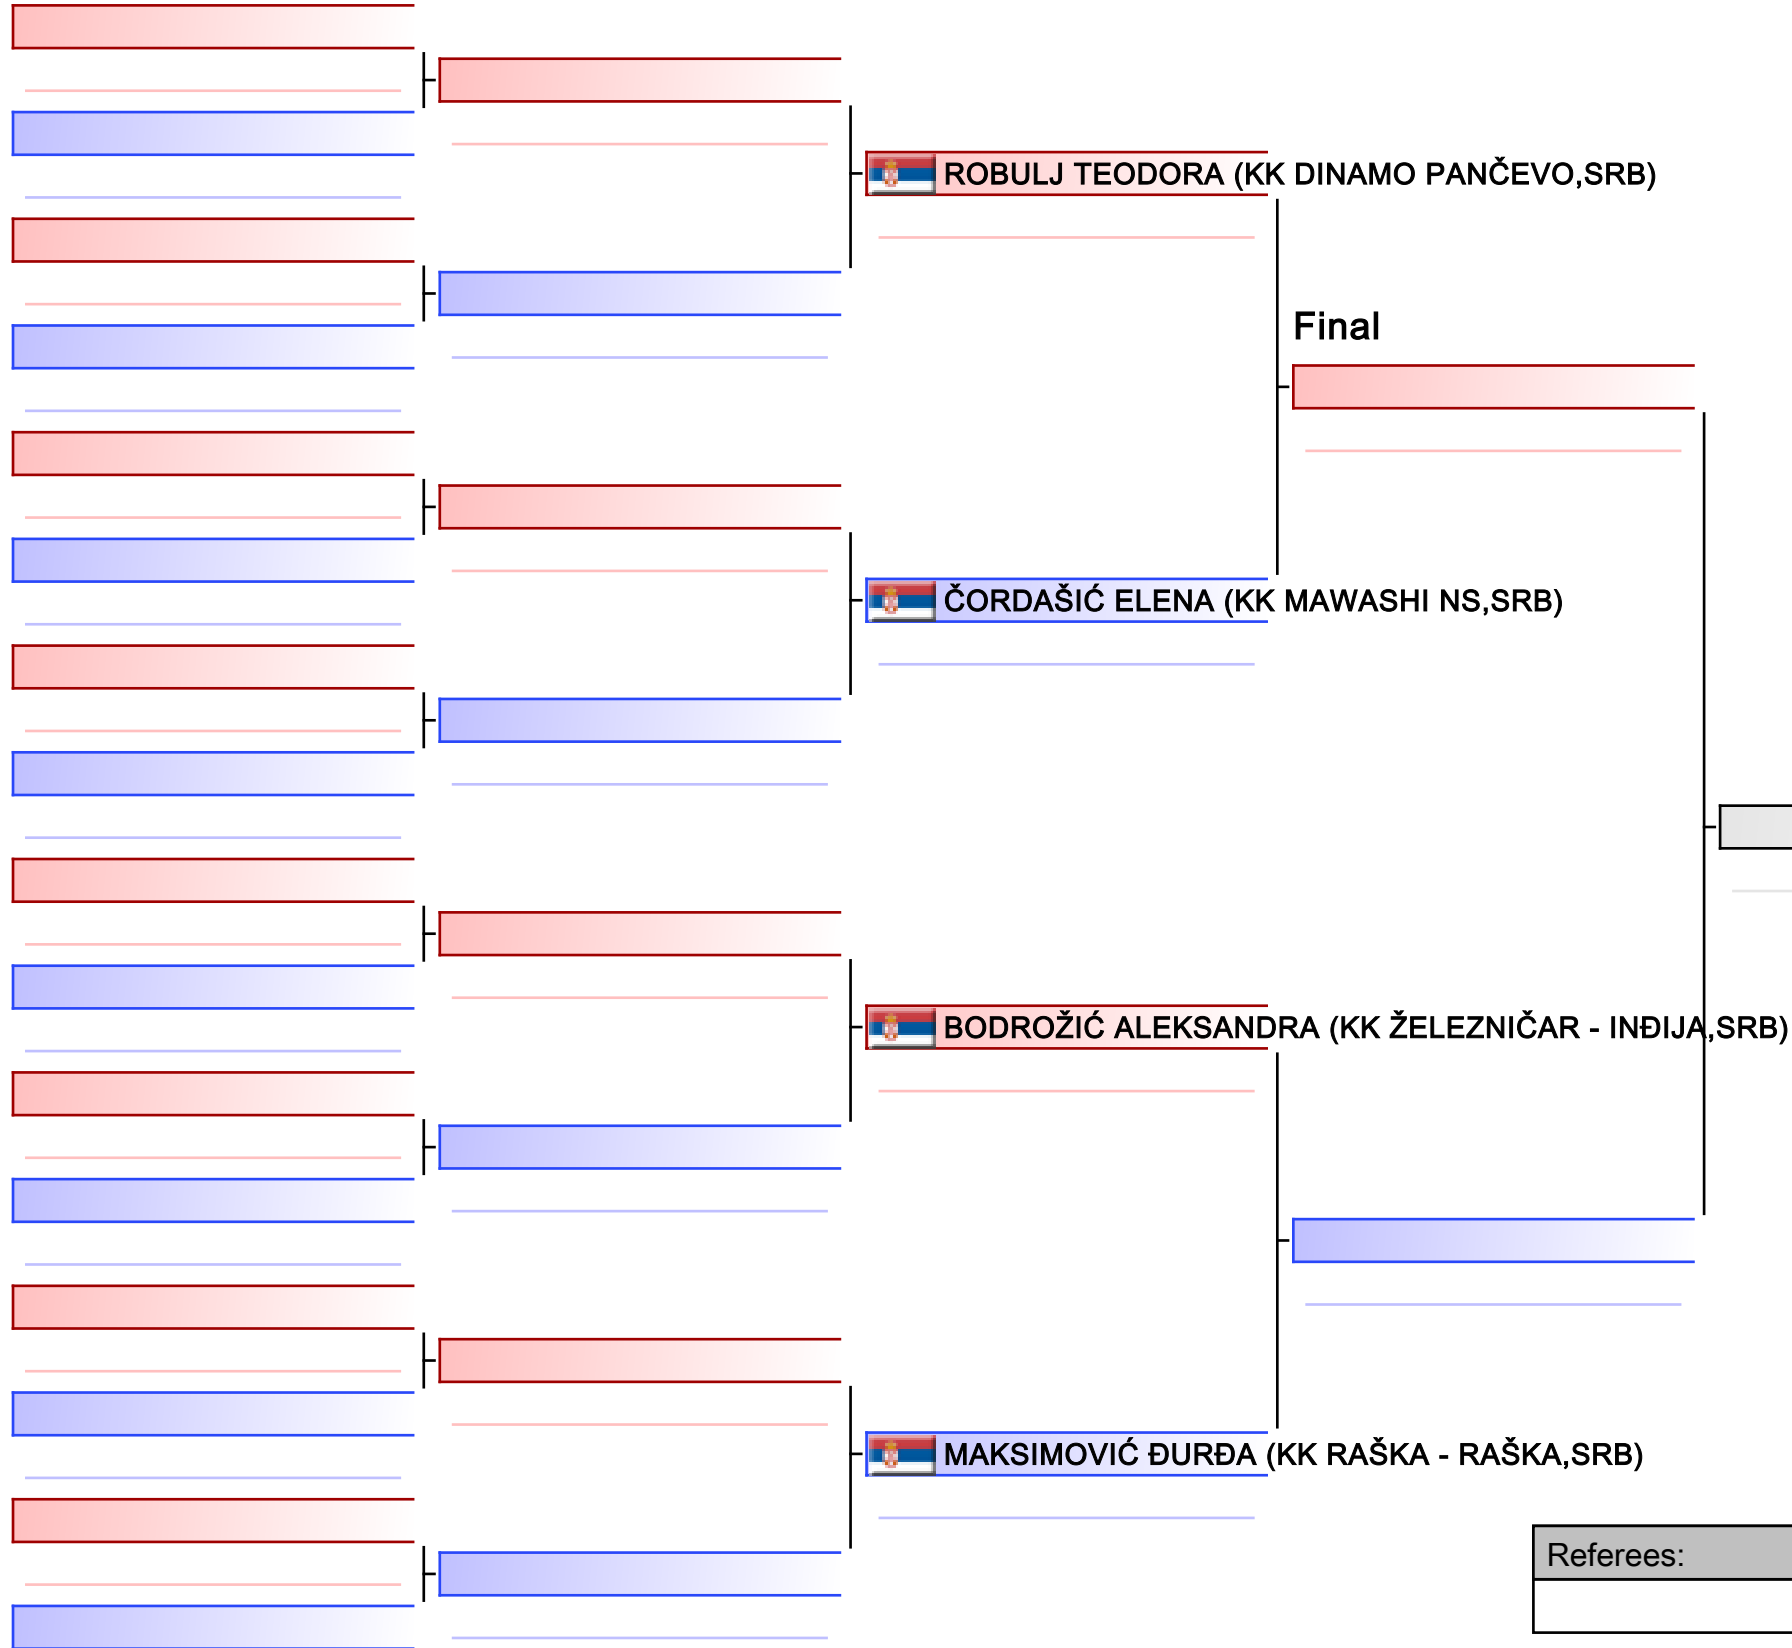 ROBULJ TEODORA (KK DINAMO PANČEVO,SRB)
Final
ČORDAŠIĆ ELENA (KK MAWASHI NS,SRB)
BODROŽIĆ ALEKSANDRA (KK ŽELEZNIČAR - INĐIJA,SRB)
MAKSIMOVIĆ ĐURĐA (KK RAŠKA - RAŠKA,SRB)
Referees: